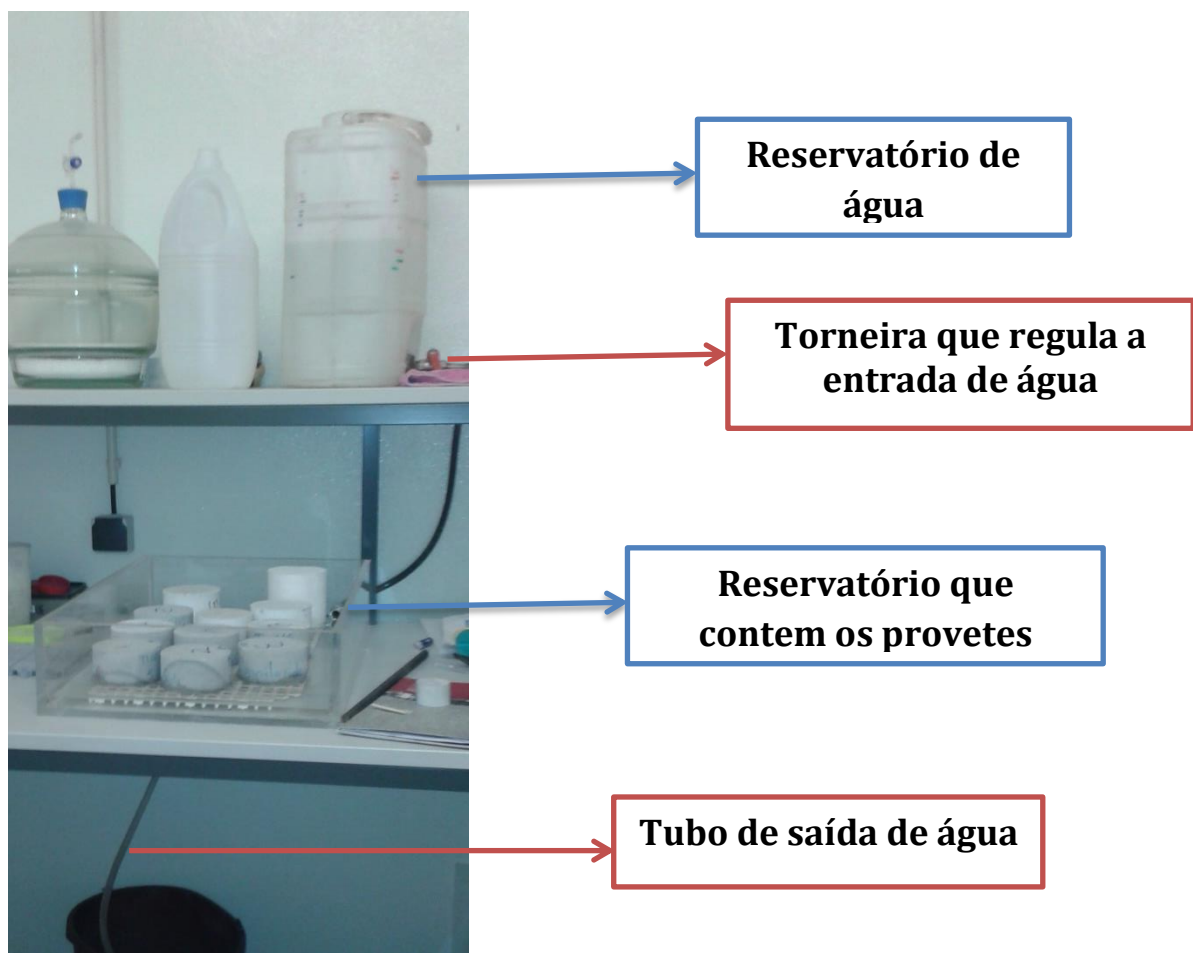 Reservatório de
água
Torneira que regula a
entrada de água
Reservatório que
contem os provetes
Tubo de saída de água